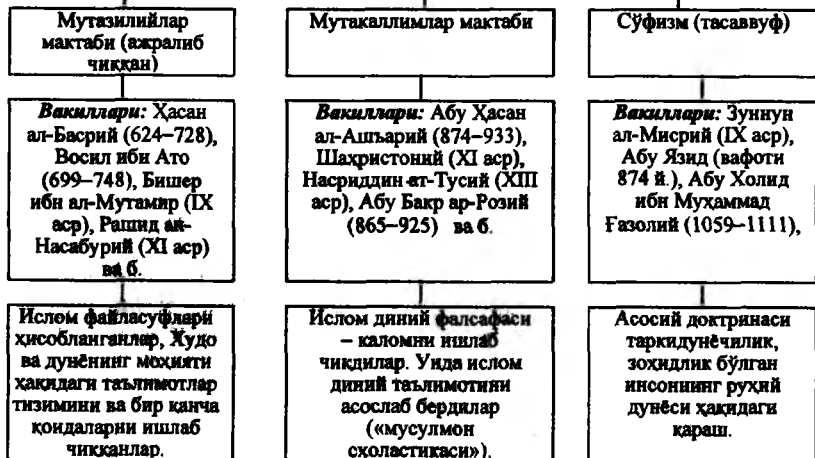 Мутазилийлар
мактаби (ажралиб
чиққан)
Вакиллари: Ҳасан
ал-Басрий (624–728),
Восил ибн Ато
(699–748), Бишер
ибн ал-Мутамир (IX
аср), Рашид ан-
Насабурий (XI аср)
ва б.
Ислом файласуфлари
ҳисобланганлар, Худо
ва дунёнинг моҳияти
ҳақидаги таълимотлар
тизимини ва бир қанча
қоидаларни ишлаб
чиққанлар.
Мутакаллимлар мактаби
Вакиллари: Абу Ҳасан
ал-Ашъарий (874–933),
Шаҳристоний (XI аср),
Насриддин ат-Тусий (XIII
аср), Абу Бакр ар-Розий
(865–925) ва б.
Ислом диний фалсафаси
– каломни ишлаб
чиқдилар. Унда ислом
диний таълимотини
асослаб бердилар
(«мусулмон
схоластикаси»).
Сўфизм (тасаввуф)
Вакиллари: Зуннун
ал-Мисрий (IX аср),
Абу Язид (вафоти
874 й.), Абу Холид
ибн Муҳаммад
Ғазолий (1059–1111),
Асосий доктринаси
таркидунёчилик,
зоҳидлик бўлган
инсоннинг руҳий
дунёси ҳақидаги
қараш.